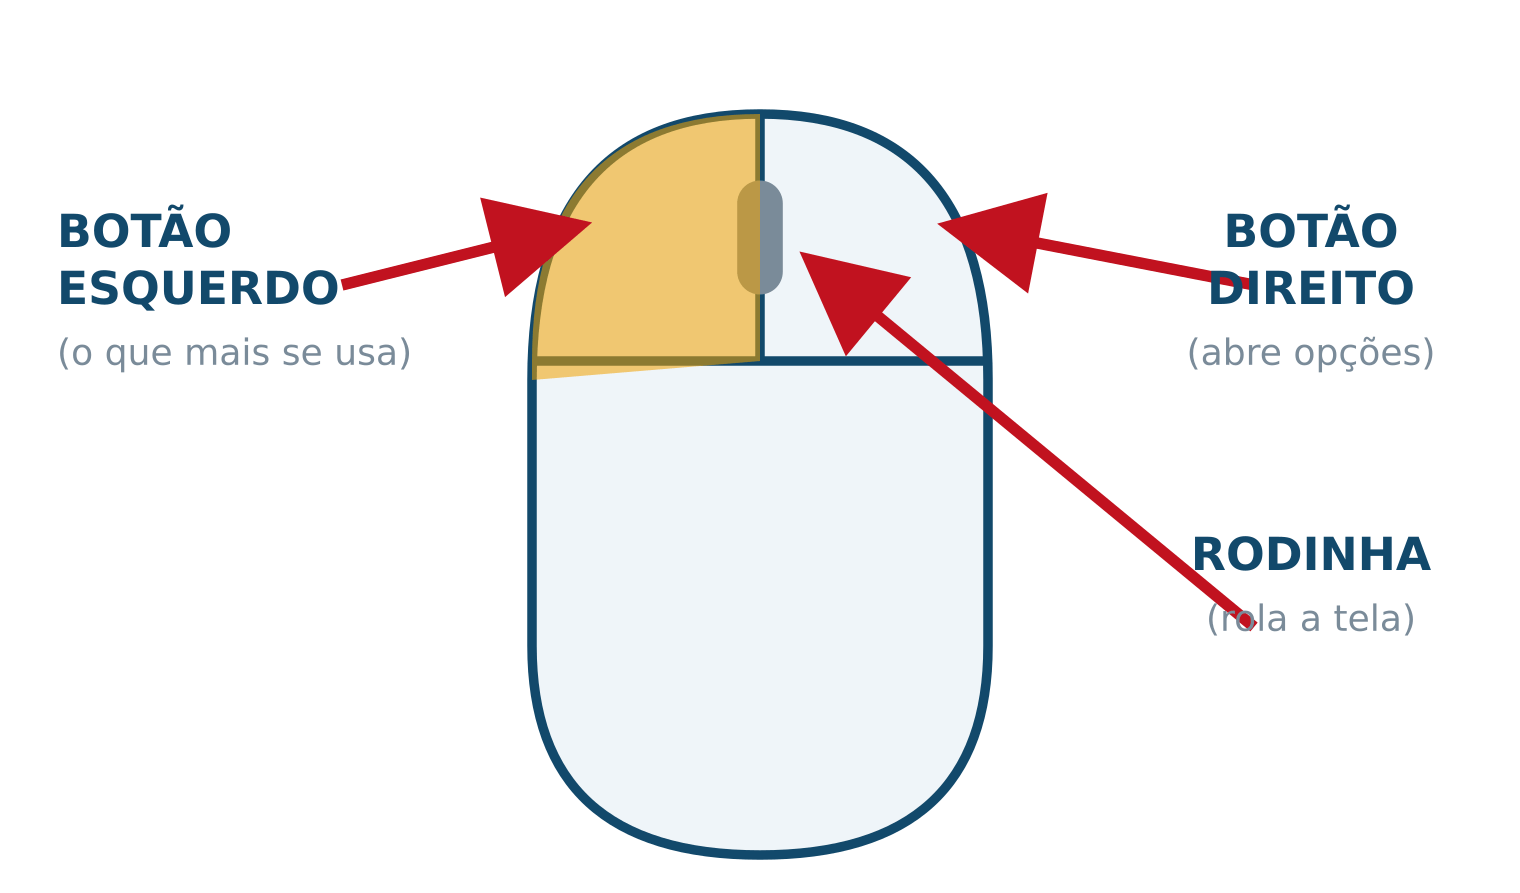 BOTÃO
ESQUERDO
(o que mais se usa)
BOTÃO
DIREITO
(abre opções)
RODINHA
(rola a tela)